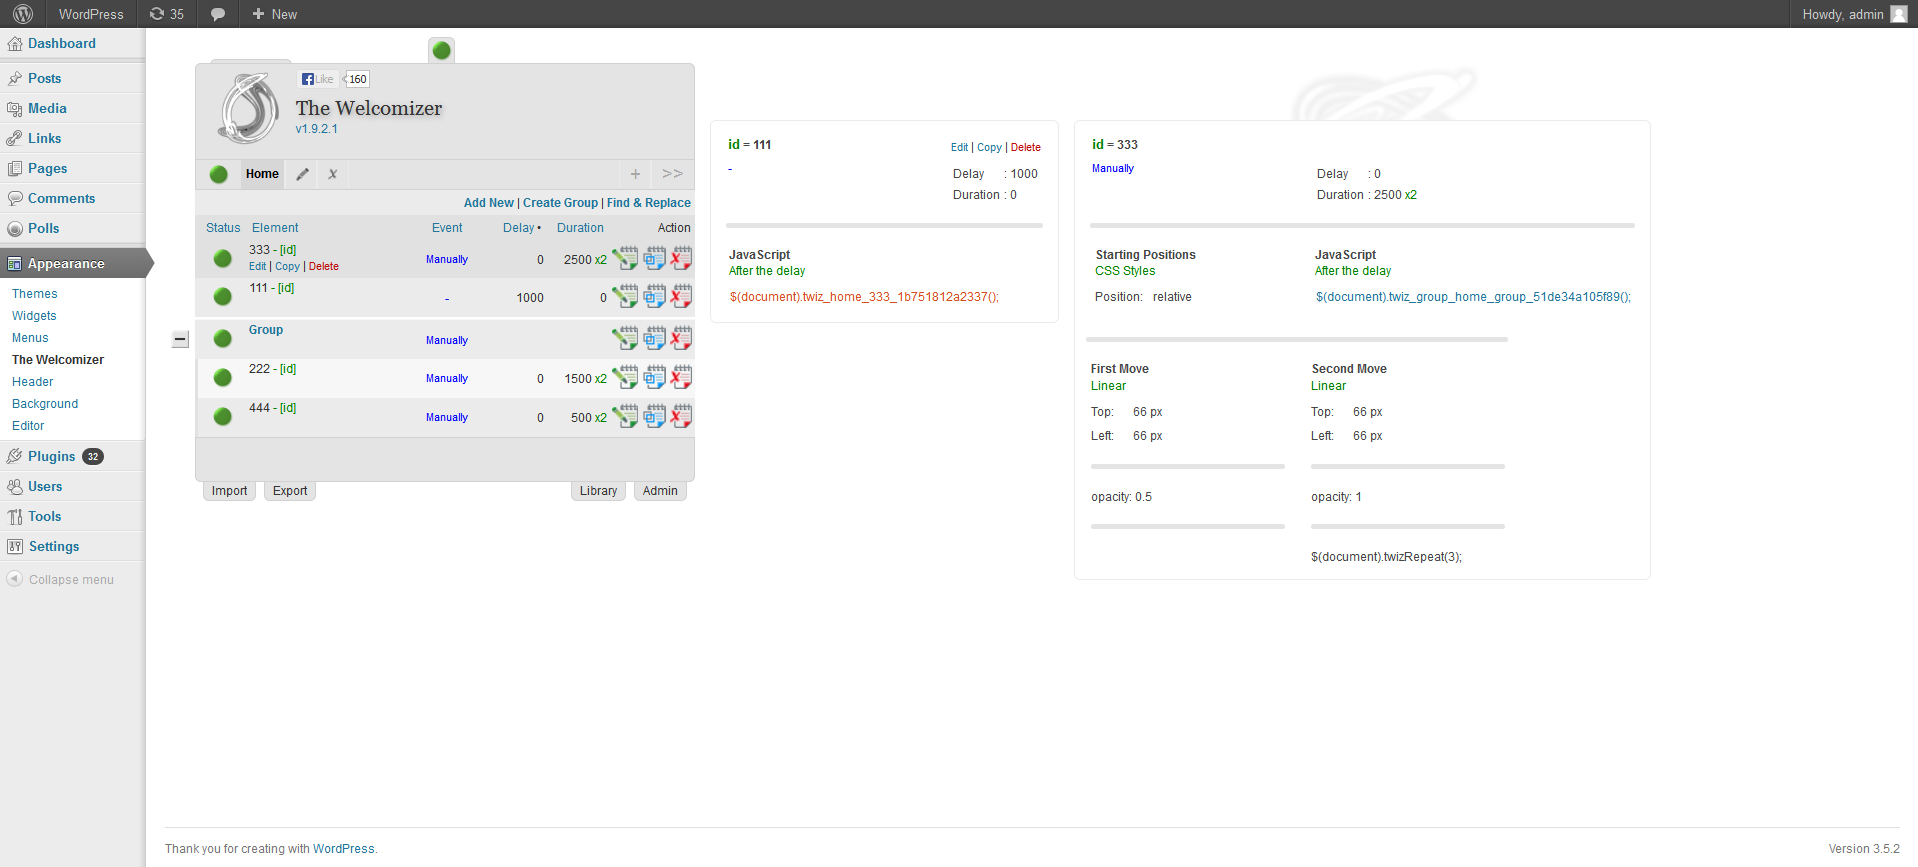 WordPress 35 New Howdy, admin
Dashboard
Posts
Media
Links
Pages
Comments
Polls
Appearance
Themes
Widgets
Menus
The Welcomizer
Header
Background
Editor
Plugins 32
Users
Tools
Settings
Collapse menu
Like 160
The Welcomizer
v1.9.2.1
Home + >>
Add New | Create Group | Find & Replace
Status Element Event Delay • Duration Action
333 - [id] Manually 0 2500 x2
Edit | Copy | Delete
111 - [id] - 1000 0
Group Manually
222 - [id] Manually 0 1500 x2
444 - [id] Manually 0 500 x2
Import Export Library Admin
id = 111 Edit | Copy | Delete
- Delay : 1000
Duration : 0
JavaScript
After the delay
$(document).twiz_home_333_1b751812a2337();
id = 333
Manually Delay : 0
Duration : 2500 x2
Starting Positions JavaScript
CSS Styles After the delay
Position: relative $(document).twiz_group_home_group_51de34a105f89();
First Move Second Move
Linear Linear
Top: 66 px Top: 66 px
Left: 66 px Left: 66 px
opacity: 0.5 opacity: 1
$(document).twizRepeat(3);
Thank you for creating with WordPress. Version 3.5.2